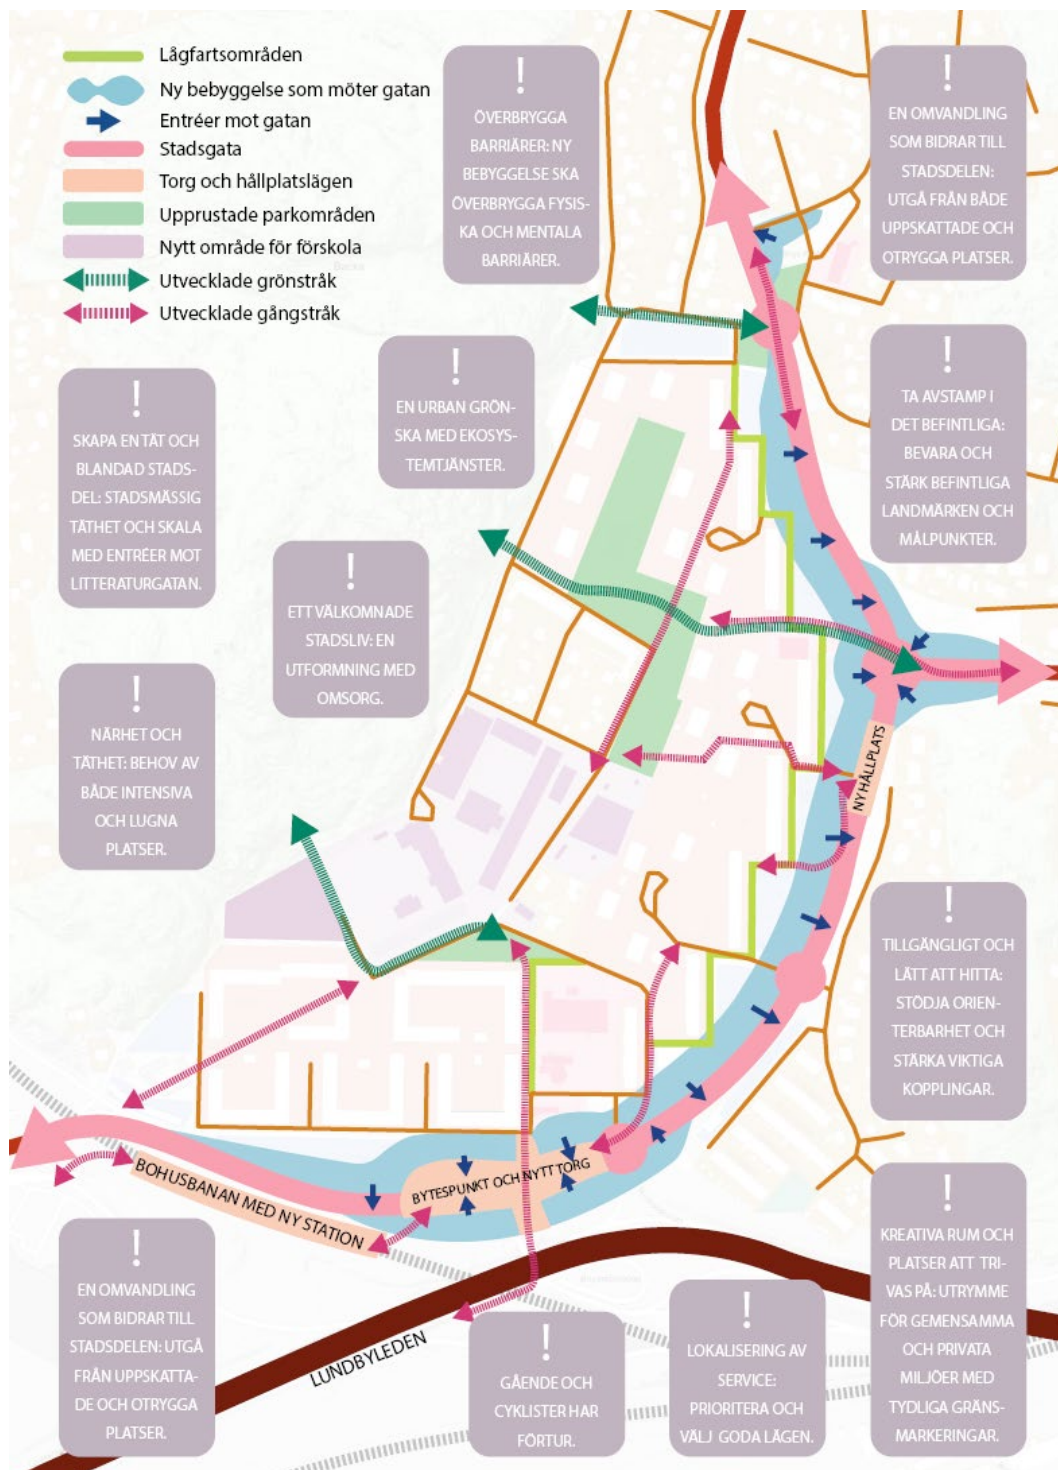 Lågfartsområden
Ny bebyggelse som möter gatan
Entréer mot gatan
Stadsgata
Torg och hållplatslägen
Upprustade parkområden
Nytt område för förskola
Utvecklade grönstråk
Utvecklade gångstråk
!
ÖVERBRYGGA
BARRIÄRER: NY
BEBYGGELSE SKA
ÖVERBRYGGA FYSIS-
KA OCH MENTALA
BARRIÄRER.
!
EN OMVANDLING
SOM BIDRAR TILL
STADSDELEN:
UTGÅ FRÅN BÅDE
UPPSKATTADE OCH
OTRYGGA PLATSER.
!
SKAPA EN TÄT OCH
BLANDAD STADS-
DEL: STADSMÄSSIG
TÄTHET OCH SKALA
MED ENTRÉER MOT
LITTERATURGATAN.
!
EN URBAN GRÖN-
SKA MED EKOSYS-
TEMTJÄNSTER.
!
TA AVSTAMP I
DET BEFINTLIGA:
BEVARA OCH
STÄRK BEFINTLIGA
LANDMÄRKEN OCH
MÅLPUNKTER.
!
ETT VÄLKOMNADE
STADSLIV: EN
UTFORMNING MED
OMSORG.
!
NÄRHET OCH
TÄTHET: BEHOV AV
BÅDE INTENSIVA
OCH LUGNA
PLATSER.
NY HÅLLPLATS
!
TILLGÄNGLIGT OCH
LÄTT ATT HITTA:
STÖDJA ORIEN-
TERBARHET OCH
STÄRKA VIKTIGA
KOPPLINGAR.
BYTESPUNKT OCH NYTT TORG
BOHUSBANAN MED NY STATION
!
EN OMVANDLING
SOM BIDRAR TILL
STADSDELEN: UTGÅ
FRÅN UPPSKATTA-
DE OCH OTRYGGA
PLATSER.
LUNDBYLEDEN
!
GÅENDE OCH
CYKLISTER HAR
FÖRTUR.
!
LOKALISERING AV
SERVICE:
PRIORITERA OCH
VÄLJ GODA LÄGEN.
!
KREATIVA RUM OCH
PLATSER ATT TRI-
VAS PÅ: UTRYMME
FÖR GEMENSAMMA
OCH PRIVATA
MILJÖER MED
TYDLIGA GRÄNS-
MARKERINGAR.